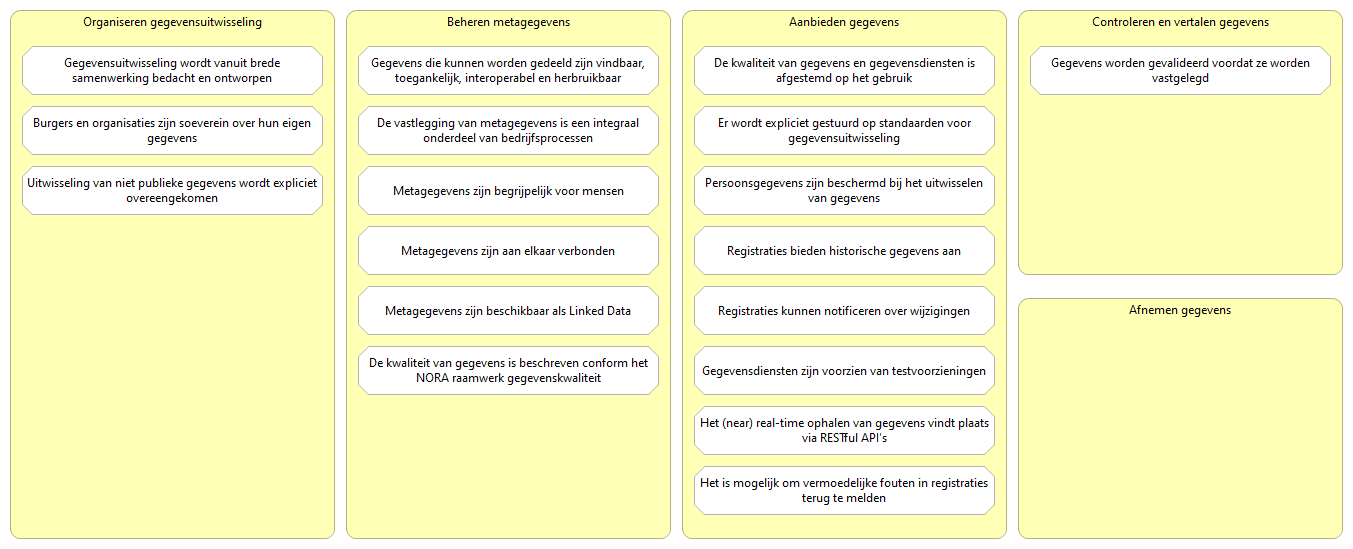 Organiseren gegevensuitwisseling
Gegevensuitwisseling wordt vanuit brede
samenwerking bedacht en ontworpen
Burgers en organisaties zijn soeverein over hun eigen
gegevens
Uitwisseling van niet publieke gegevens wordt expliciet
overeengekomen
Beheren metagegevens
Gegevens die kunnen worden gedeeld zijn vindbaar,
toegankelijk, interoperabel en herbruikbaar
De vastlegging van metagegevens is een integraal
onderdeel van bedrijfsprocessen
Metagegevens zijn begrijpelijk voor mensen
Metagegevens zijn aan elkaar verbonden
Metagegevens zijn beschikbaar als Linked Data
De kwaliteit van gegevens is beschreven conform het
NORA raamwerk gegevenskwaliteit
Aanbieden gegevens
De kwaliteit van gegevens en gegevensdiensten is
afgestemd op het gebruik
Er wordt expliciet gestuurd op standaarden voor
gegevensuitwisseling
Persoonsgegevens zijn beschermd bij het uitwisselen
van gegevens
Registraties bieden historische gegevens aan
Registraties kunnen notificeren over wijzigingen
Gegevensdiensten zijn voorzien van testvoorzieningen
Het (near) real-time ophalen van gegevens vindt plaats
via RESTful API's
Het is mogelijk om vermoedelijke fouten in registraties
terug te melden
Controleren en vertalen gegevens
Gegevens worden gevalideerd voordat ze worden
vastgelegd
Afnemen gegevens